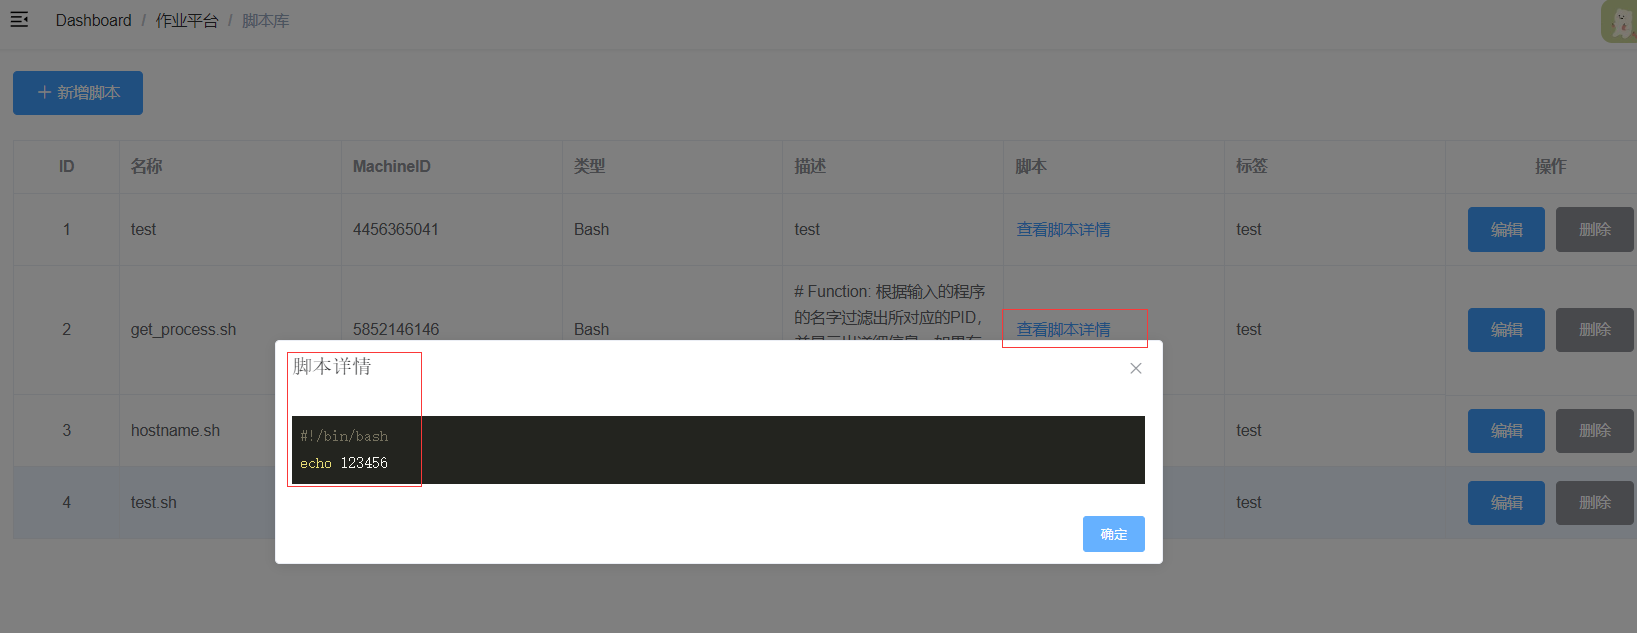 Dashboard / 作业平台 / 脚本库
+ 新增脚本
ID 名称 MachineID 类型 描述 脚本 标签 操作
1 test 4456365041 Bash test 查看脚本详情 test 编辑 删除
# Function: 根据输入的程序
的名字过滤出所对应的PID,
2 get_process.sh 5852146146 Bash 查看脚本详情 test 编辑 删除
脚本详情
#!/bin/bash
echo 123456
确定
3 hostname.sh test 编辑 删除
4 test.sh test 编辑 删除